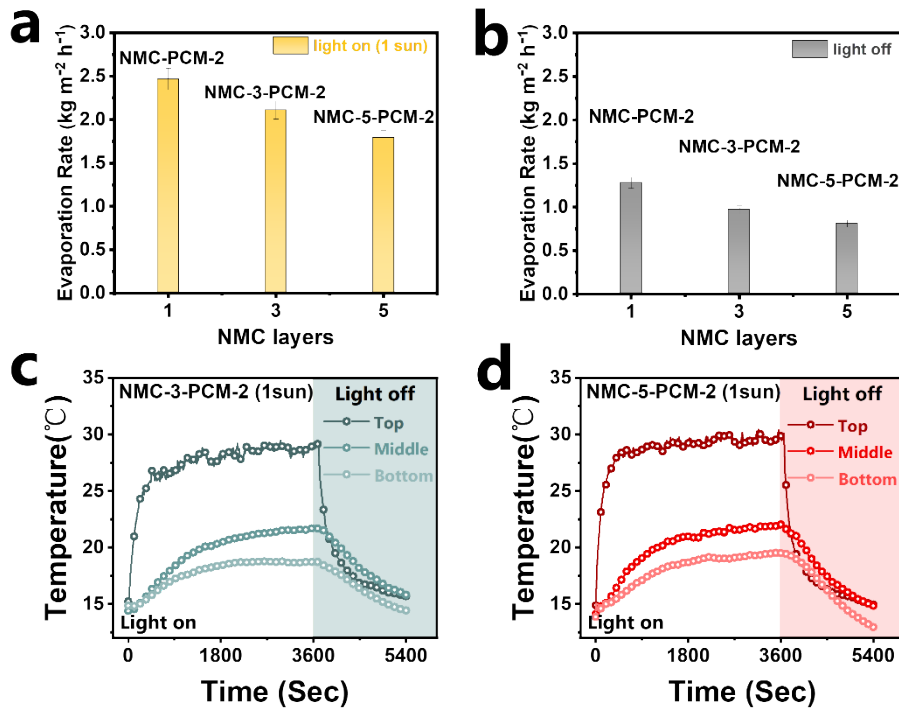 a
Evaporation Rate (kg m⁻² h⁻¹)
3.0
2.5
2.0
1.5
1.0
0.5
0.0
light on (1 sun)
NMC-PCM-2
NMC-3-PCM-2
NMC-5-PCM-2
1 3 5
NMC layers
b
Evaporation Rate (kg m⁻² h⁻¹)
3.0
2.5
2.0
1.5
1.0
0.5
0.0
light off
NMC-PCM-2
NMC-3-PCM-2
NMC-5-PCM-2
1 3 5
NMC layers
c
Temperature(℃)
35
30
25
20
15
NMC-3-PCM-2 (1sun)
Light off
Top
Middle
Bottom
Light on
0 1800 3600 5400
Time (Sec)
d
Temperature(℃)
35
30
25
20
15
NMC-5-PCM-2 (1sun)
Light off
Top
Middle
Bottom
Light on
0 1800 3600 5400
Time (Sec)